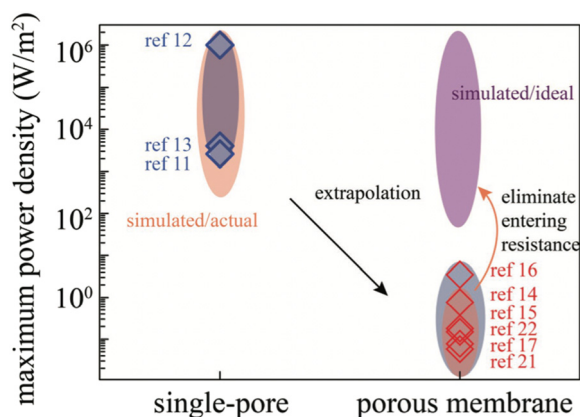 maximum power density (W/m²)
10⁶
10⁴
10²
10⁰
ref 12
ref 13
ref 11
simulated/actual
extrapolation
simulated/ideal
eliminate
entering
resistance
ref 16
ref 14
ref 15
ref 22
ref 17
ref 21
single-pore
porous membrane